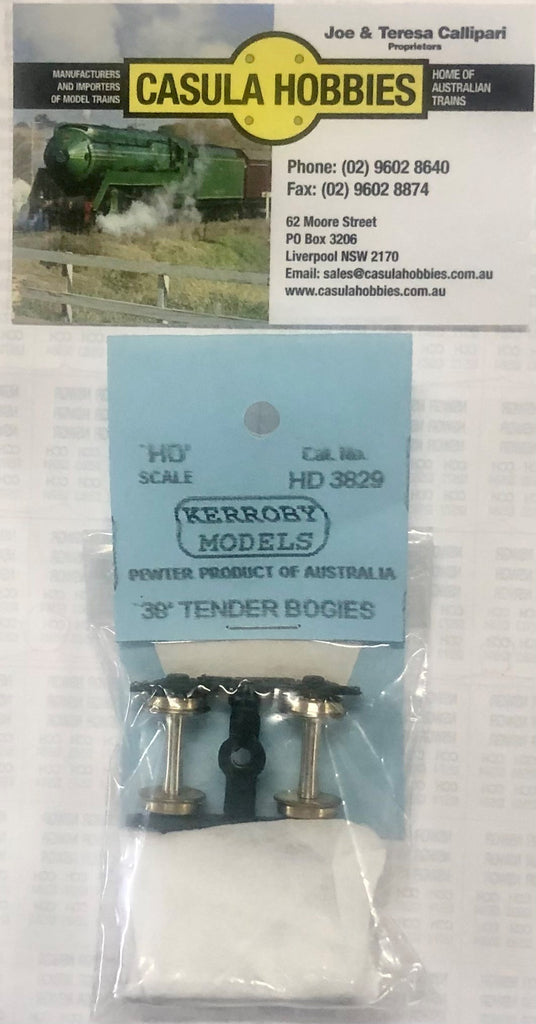 Joe & Teresa Callipari
Proprietors
MANUFACTURERS
AND IMPORTERS
OF MODEL TRAINS
CASULA HOBBIES
HOME OF
AUSTRALIAN
TRAINS
Phone: (02) 9602 8640
Fax: (02) 9602 8874
62 Moore Street
PO Box 3206
Liverpool NSW 2170
Email: sales@casulahobbies.com.au
www.casulahobbies.com.au
"HO"
SCALE
Cat. No.
HD 3829
KERROBY
MODELS
PEWTER PRODUCT OF AUSTRALIA
'38' TENDER BOGIES